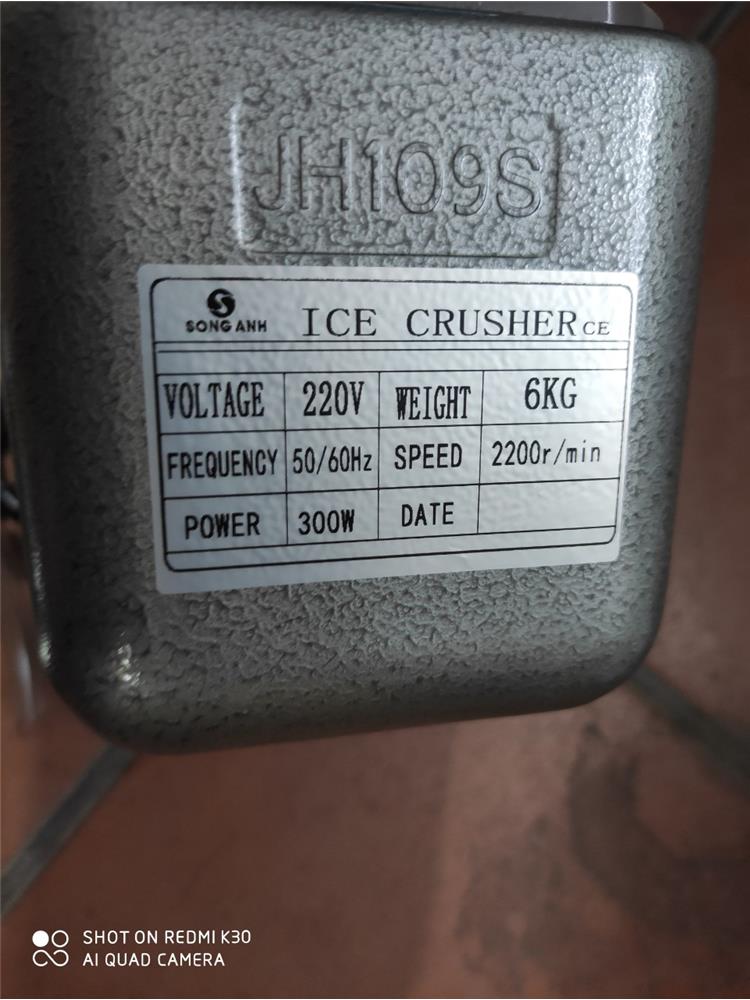 JH109S
SONG ANH
ICE CRUSHER CE
VOLTAGE 220V WEIGHT 6KG
FREQUENCY 50/60Hz SPEED 2200r/min
POWER 300W DATE
SHOT ON REDMI K30
AI QUAD CAMERA